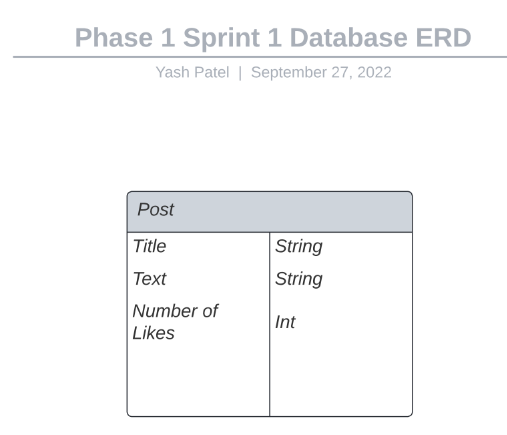 Phase 1 Sprint 1 Database ERD
Yash Patel | September 27, 2022
Post
Title String
Text String
Number of
Likes
Int